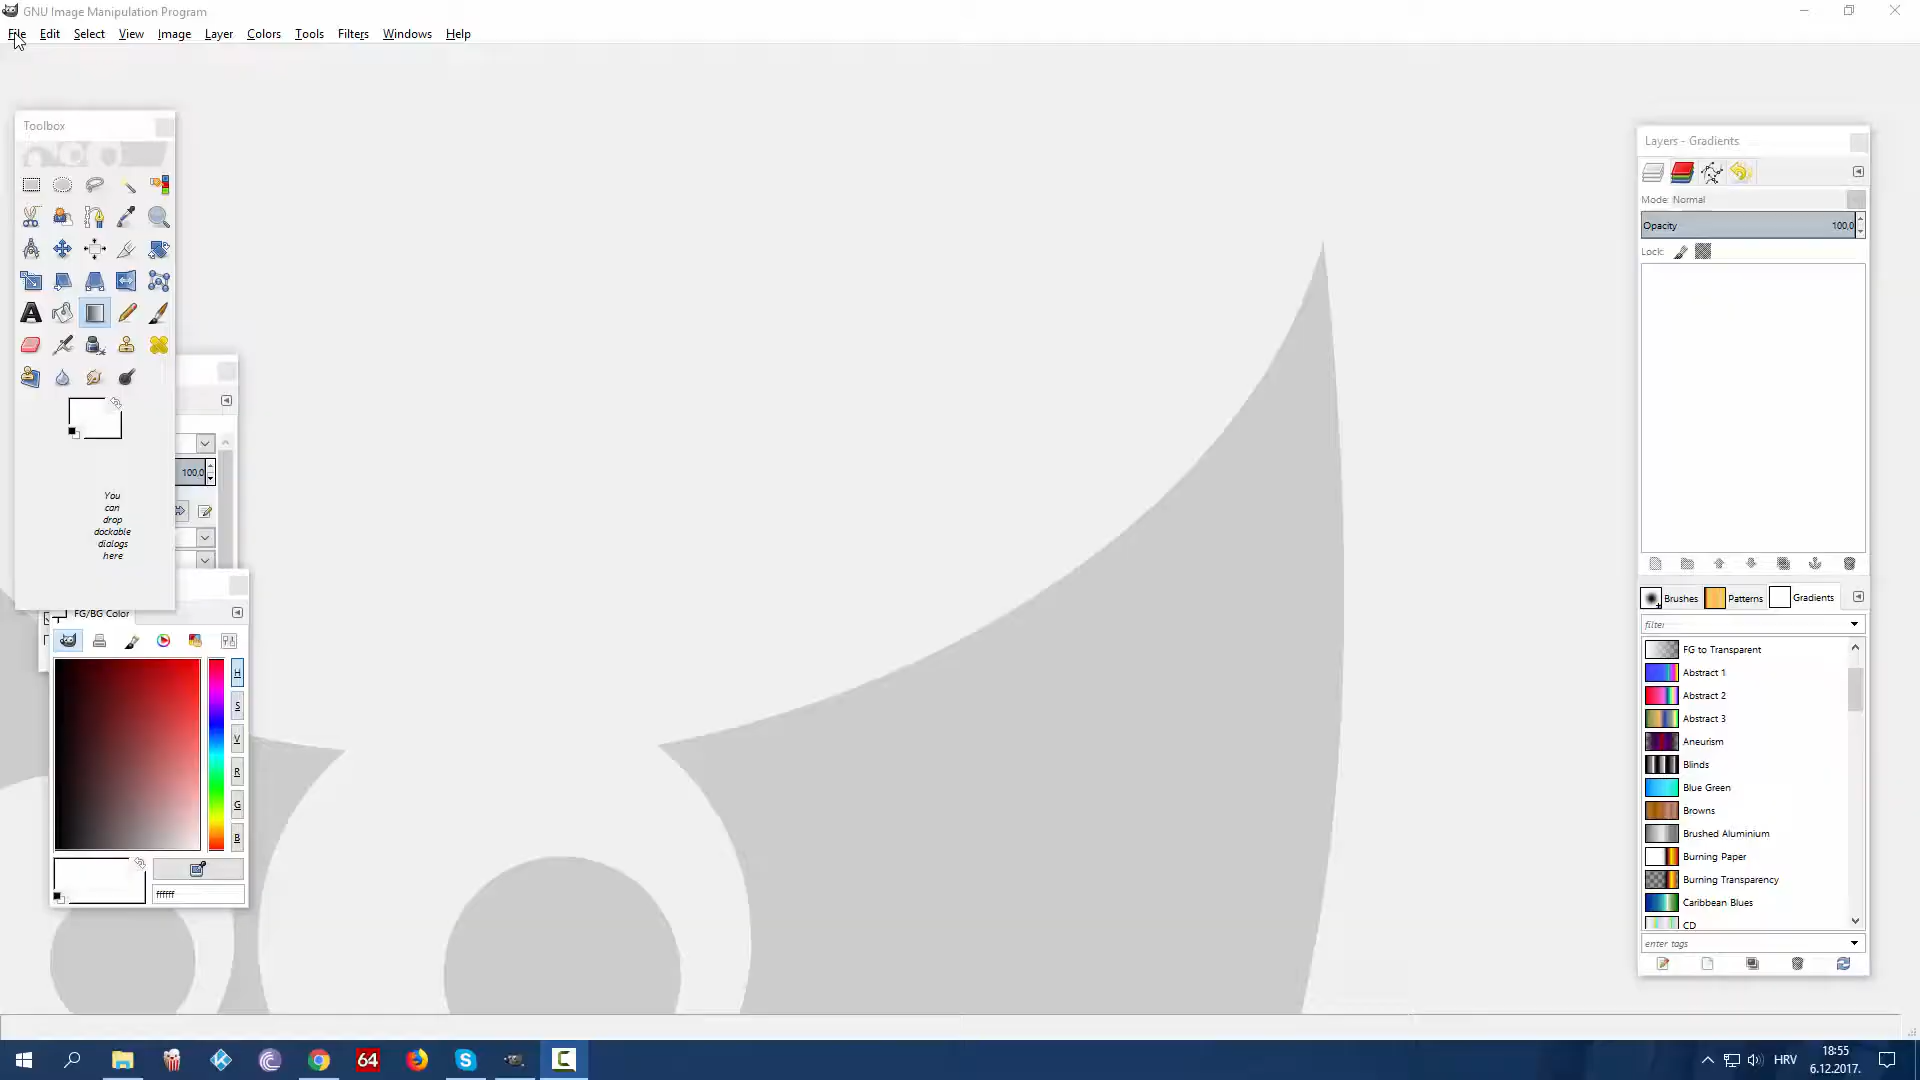 GNU Image Manipulation Program
File Edit Select View Image Layer Colors Tools Filters Windows Help
Toolbox
You
can
drop
dockable
dialogs
here
100,0
FG/BG Color
H
S
V
R
G
B
ffffff
Layers - Gradients
Mode: Normal
Opacity 100,0
Lock:
Brushes Patterns Gradients
filter
FG to Transparent
Abstract 1
Abstract 2
Abstract 3
Aneurism
Blinds
Blue Green
Browns
Brushed Aluminium
Burning Paper
Burning Transparency
Caribbean Blues
CD
enter tags
64
HRV
18:55
6.12.2017.